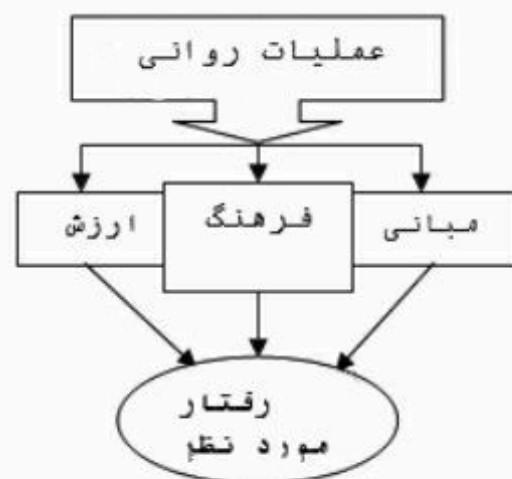 عملیات روانی
مبانی
فرهنگ
ارزش
رفتار
مورد نظر